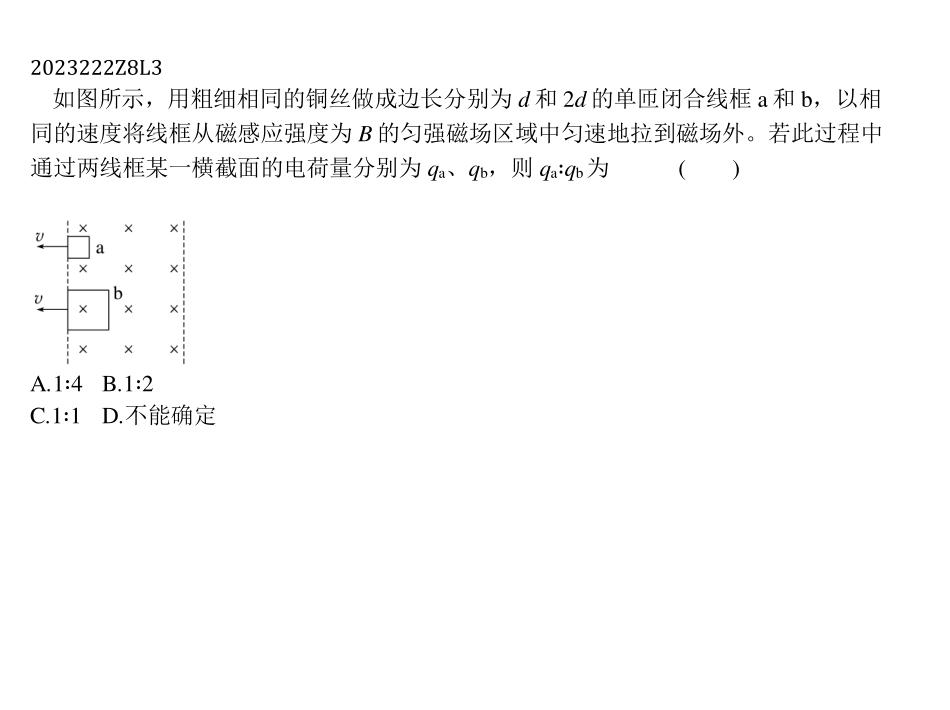 2023222Z8L3
如图所示，用粗细相同的铜丝做成边长分别为 d 和 2d 的单匝闭合线框 a 和 b，以相
同的速度将线框从磁感应强度为 B 的匀强磁场区域中匀速地拉到磁场外。若此过程中
通过两线框某一横截面的电荷量分别为 qa、qb，则 qa∶qb为 ( )
× × ×
v a
× × ×
b
v × × ×
× × ×
A.1∶4 B.1∶2
C.1∶1 D.不能确定